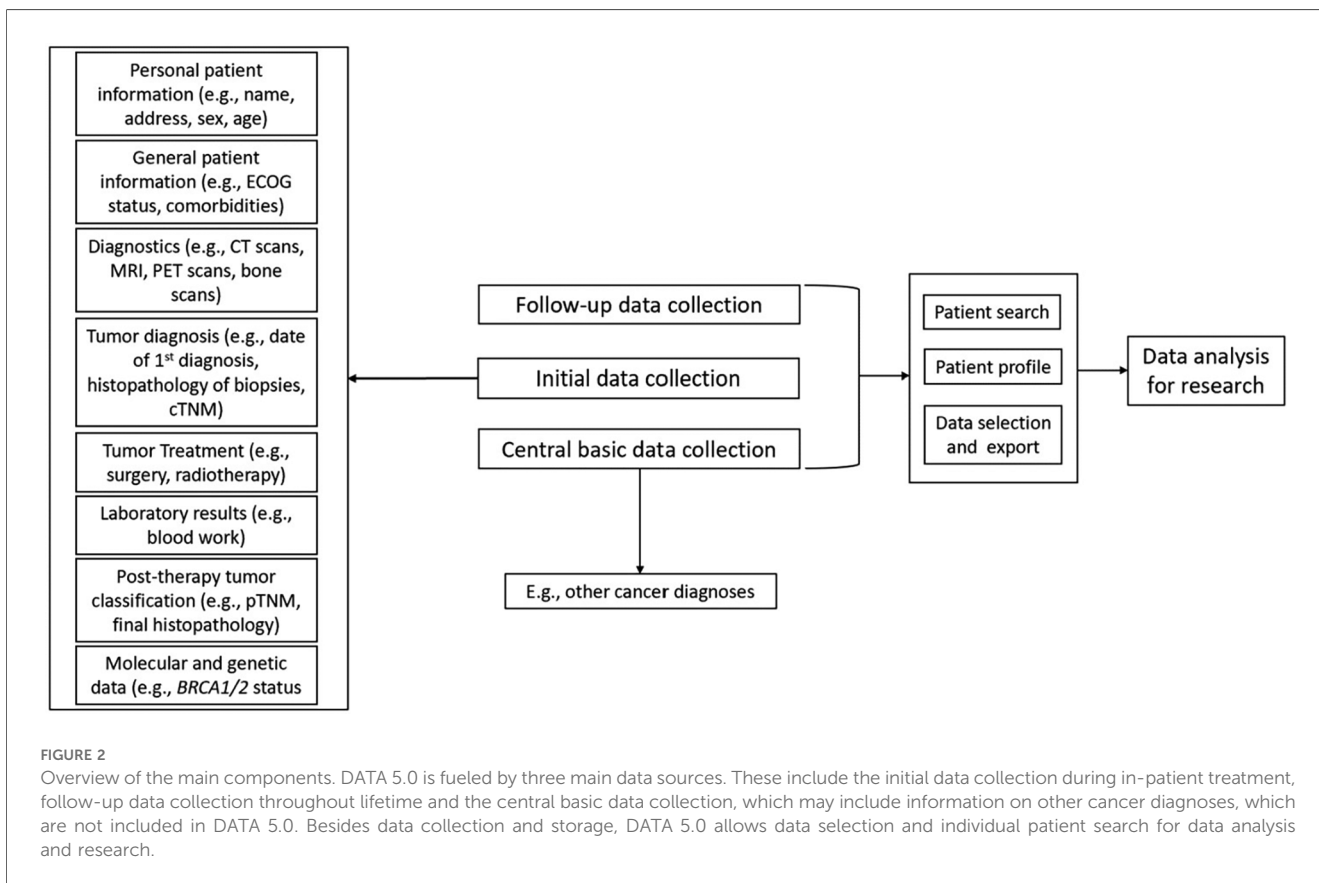 Personal patient
information (e.g., name,
address, sex, age)
General patient
information (e.g., ECOG
status, comorbidities)
Diagnostics (e.g., CT scans,
MRI, PET scans, bone
scans)
Tumor diagnosis (e.g., date
of 1st diagnosis,
histopathology of biopsies,
cTNM)
Tumor Treatment (e.g.,
surgery, radiotherapy)
Laboratory results (e.g.,
blood work)
Post-therapy tumor
classification (e.g., pTNM,
final histopathology)
Molecular and genetic
data (e.g., BRCA1/2 status
Follow-up data collection
Initial data collection
Central basic data collection
E.g., other cancer diagnoses
Patient search
Patient profile
Data selection
and export
Data analysis
for research
FIGURE 2
Overview of the main components. DATA 5.0 is fueled by three main data sources. These include the initial data collection during in-patient treatment,
follow-up data collection throughout lifetime and the central basic data collection, which may include information on other cancer diagnoses, which
are not included in DATA 5.0. Besides data collection and storage, DATA 5.0 allows data selection and individual patient search for data analysis
and research.